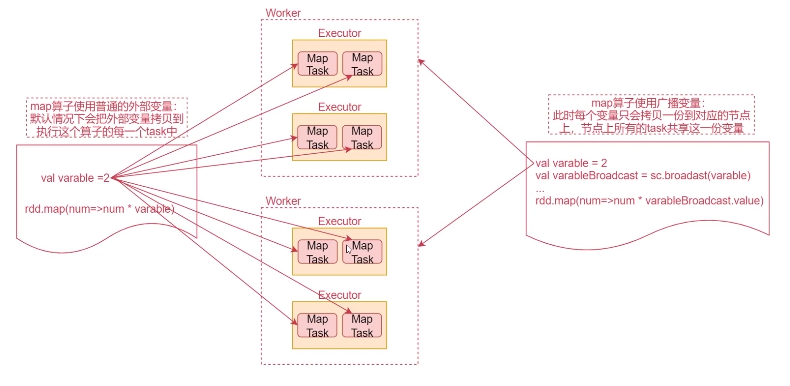 map算子使用普通的外部变量：
默认情况下会把外部变量拷贝到
执行这个算子的每一个task中
val varable =2
rdd.map(num=>num * varable)
Worker
Executor
Map
Task
Map
Task
Executor
Map
Task
Map
Task
Worker
Executor
Map
Task
Map
Task
Executor
Map
Task
Map
Task
map算子使用广播变量：
此时每个变量只会拷贝一份到对应的节点
上，节点上所有的task共享这一份变量
val varable = 2
val varableBroadcast = sc.broadast(varable)
...
rdd.map(num=>num * varableBroadcast.value)